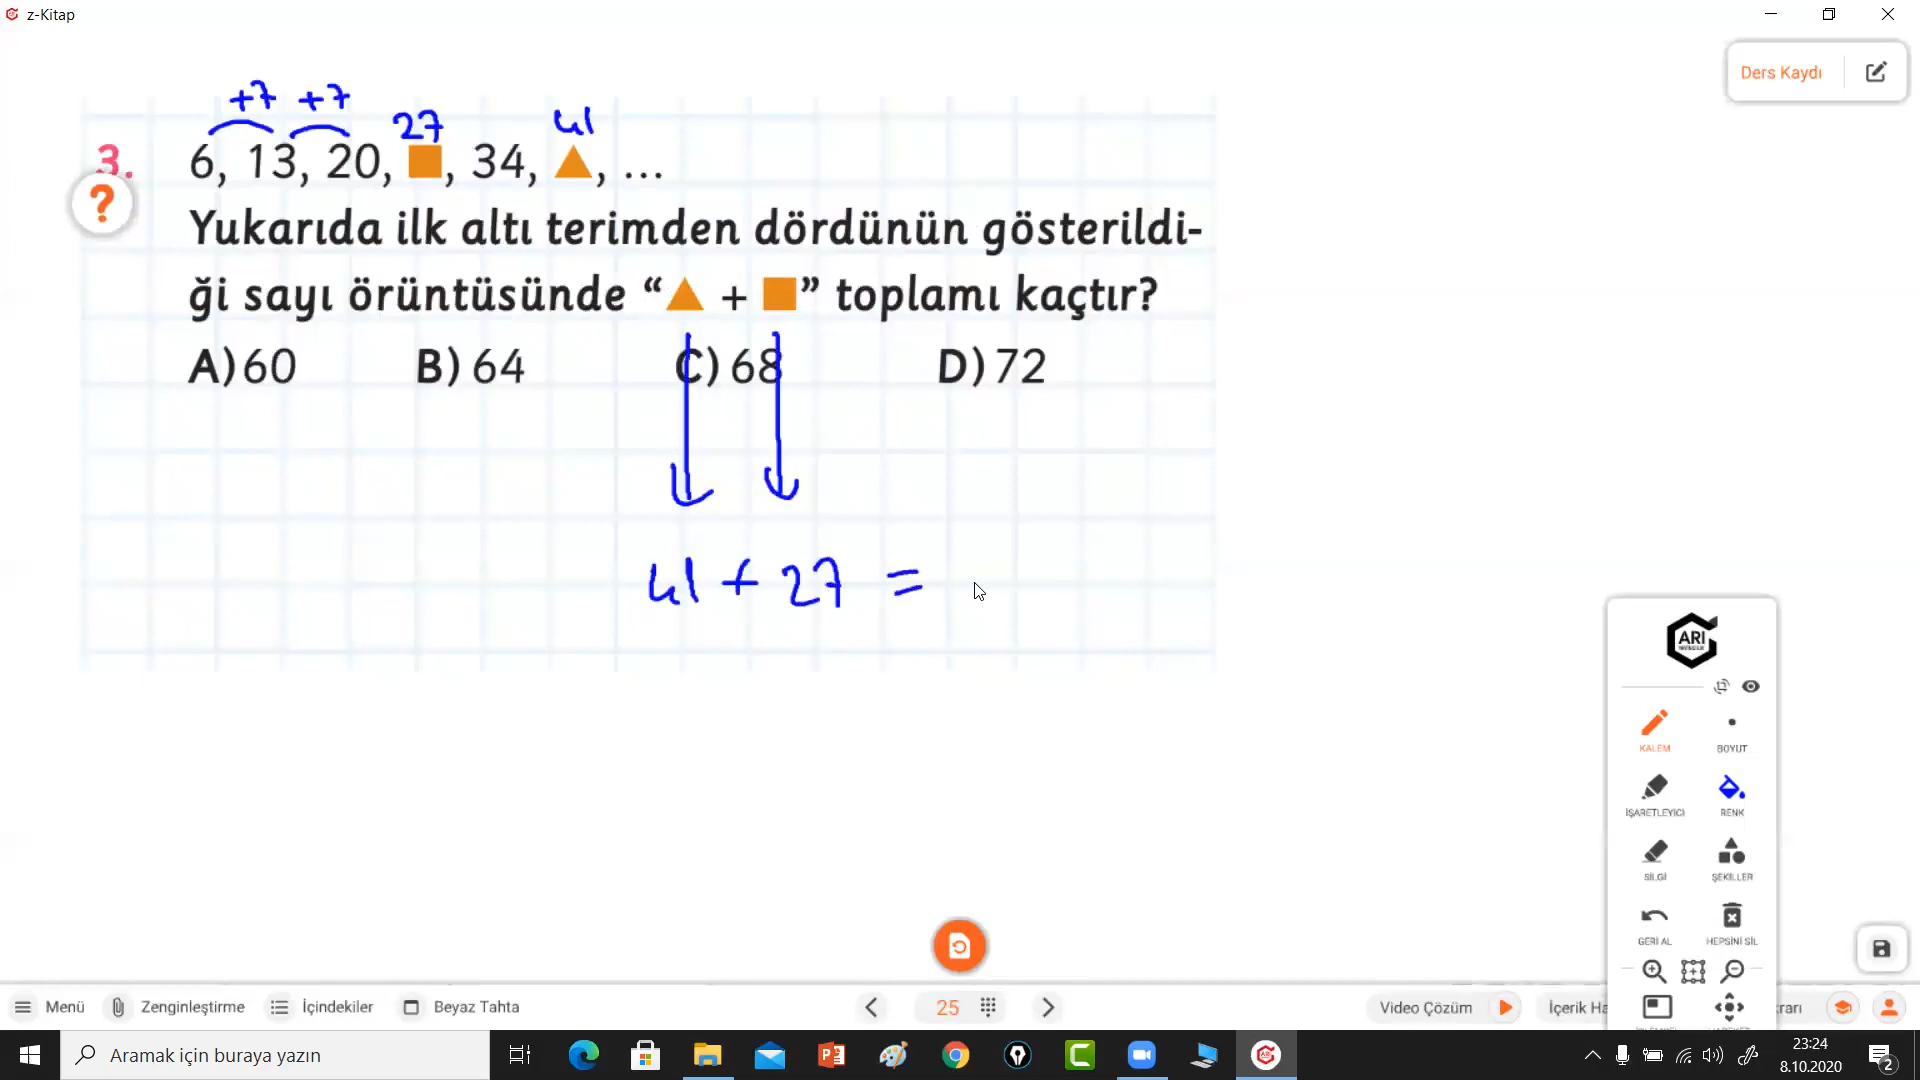 z-Kitap
Ders Kaydı
+7 +7
27 41
3. 6, 13, 20, ■, 34, ▲, ...
?
Yukarıda ilk altı terimden dördünün gösterildi-
ği sayı örüntüsünde “▲ + ■” toplamı kaçtır?
A) 60 B) 64 C) 68 D) 72
41 + 27 =
ARI
KALEM BOYUT
İŞARETLEYİCİ RENK
SİLGİ ŞEKİLLER
GERİ AL HEPSİNİ SİL
Menü Zenginleştirme İçindekiler Beyaz Tahta 25 Video Çözüm İçerik Ha rarı
Aramak için buraya yazın
23:24
8.10.2020
2